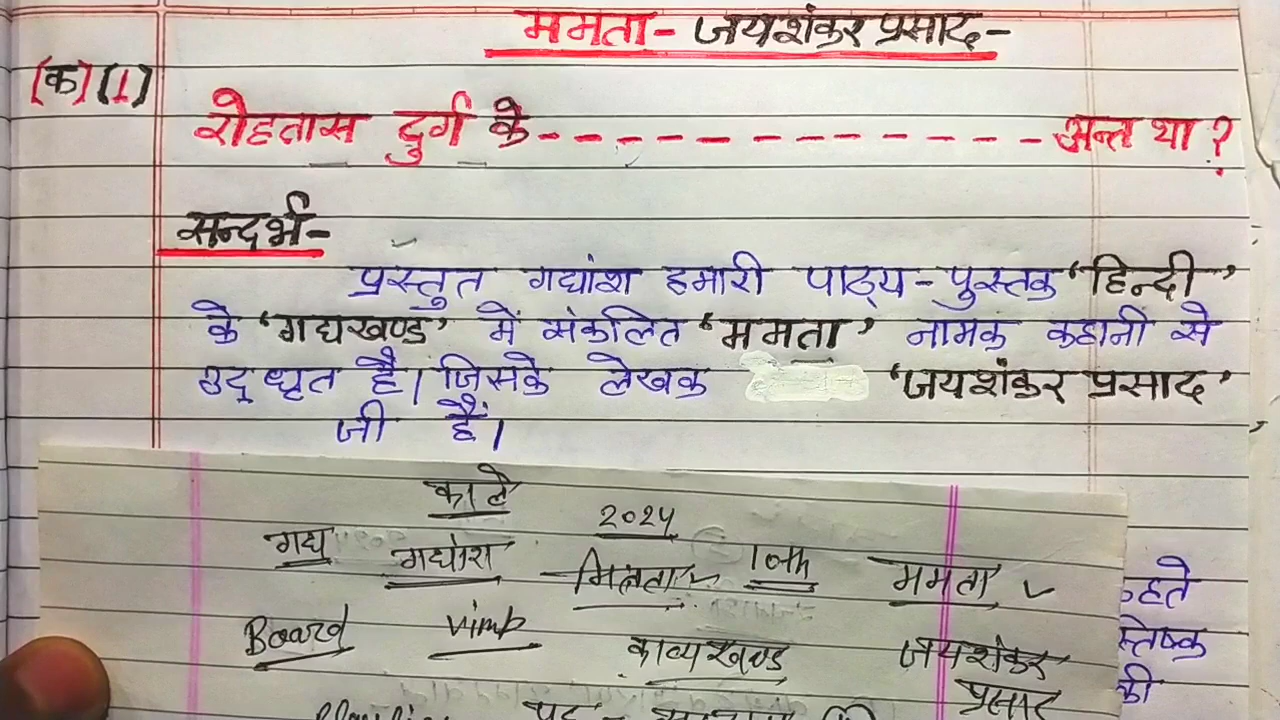 ममता- जयशंकर प्रसाद-
(क) (1)
रोहतास दुर्ग के- - - - - - - - - - - - - - अन्त था?
सन्दर्भ-
प्रस्तुत गद्यांश हमारी पाठ्य-पुस्तक 'हिन्दी'
के 'गद्यखण्ड' में संकलित 'ममता' नामक कहानी से
उद्धृत है। जिसके लेखक 'जयशंकर प्रसाद'
जी हैं।
2024
गद्य गद्यांश 10th ममता
Board vimp काव्यखण्ड जयशंकर
प्रसाद
हते
की